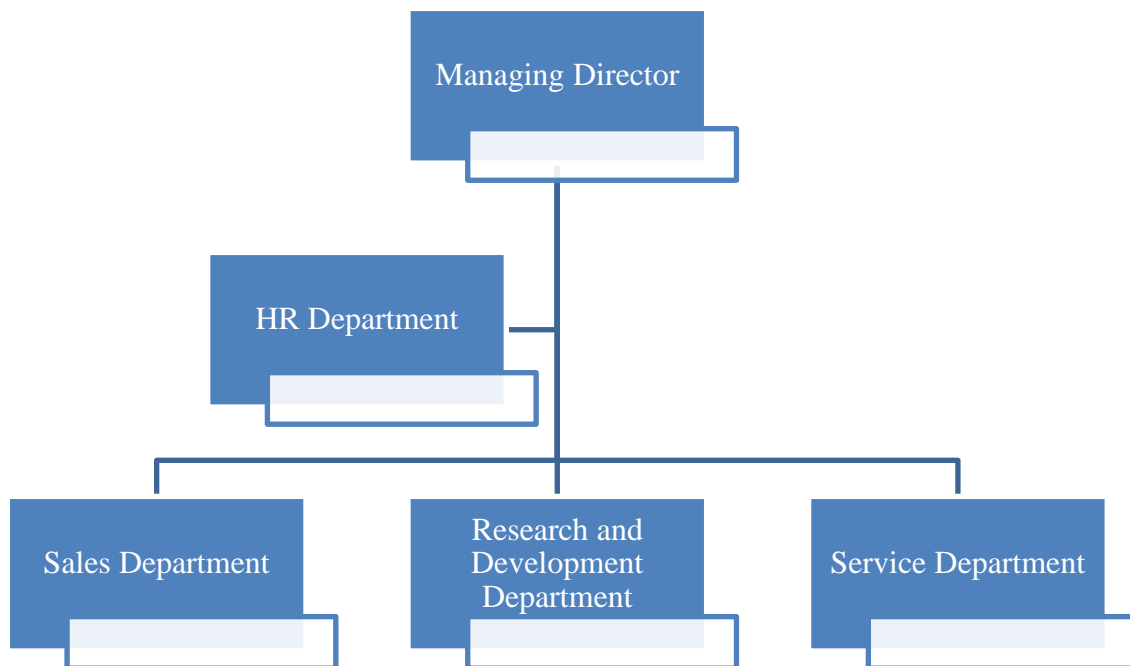 Managing Director
HR Department
Sales Department
Research and
Development
Department
Service Department